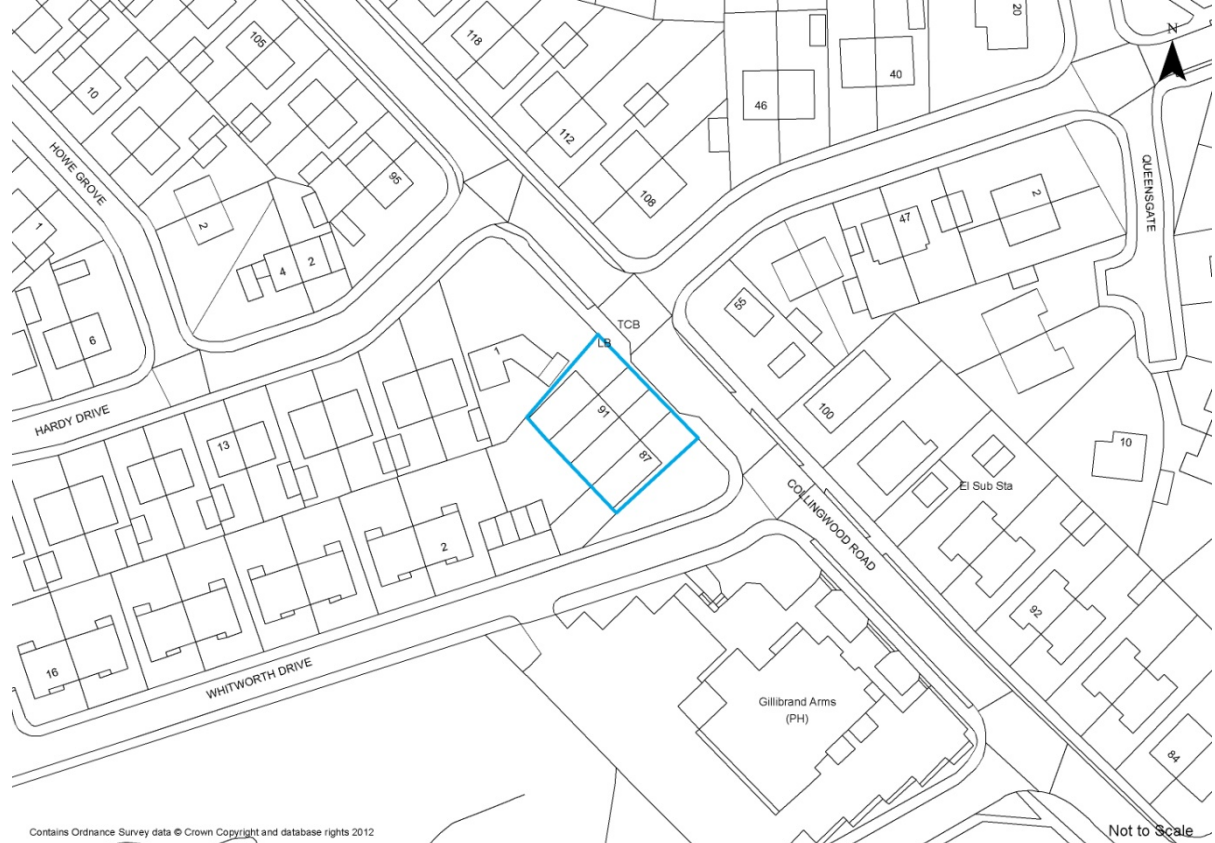 20
N
118
105
40
10
46
112
HOWE GROVE
QUEENSGATE
95
108
2
2
47
1
2
4
55
TCB
LB
6
1
100
91
HARDY DRIVE
13
10
87
El Sub Sta
COLLINGWOOD ROAD
2
92
16
WHITWORTH DRIVE
Gillibrand Arms
(PH)
84
Contains Ordnance Survey data © Crown Copyright and database rights 2012
Not to Scale